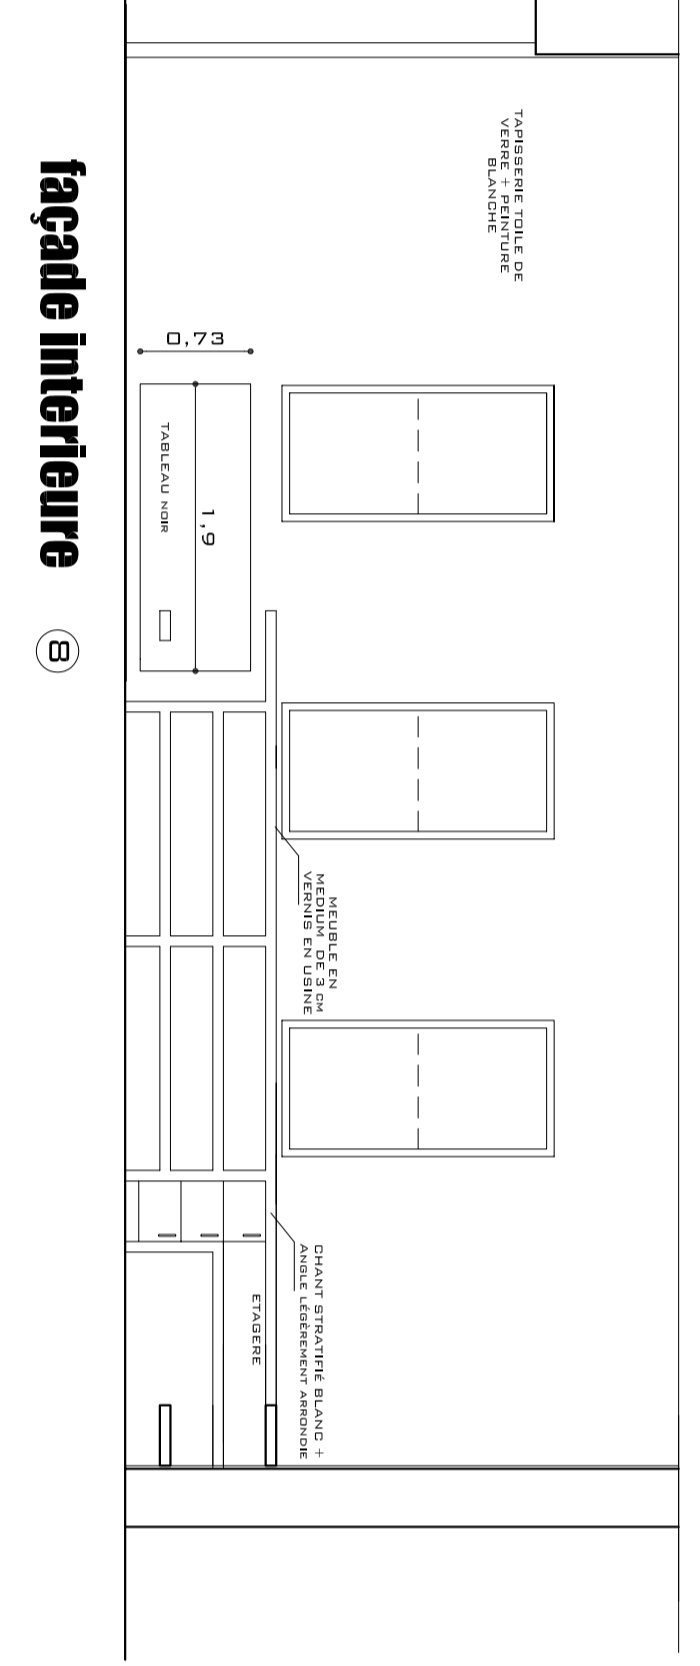 TAPISSERIE TOILE DE
VERRE + PEINTURE
BLANCHE
0,73
1,9
TABLEAU NOIR
MEUBLE EN
MEDIUM DE 3 CM
VERNIS EN USINE
CHANT STRATIFIÉ BLANC +
ANGLE LÉGÈREMENT ARRONDIE
ETAGERE
façade interieure 8